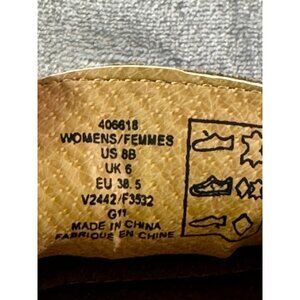 406618
WOMENS/FEMMES
US 8B
UK 6
EU 38.5
V2442/F3532
G11
MADE IN CHINA
FABRIQUE EN CHINE